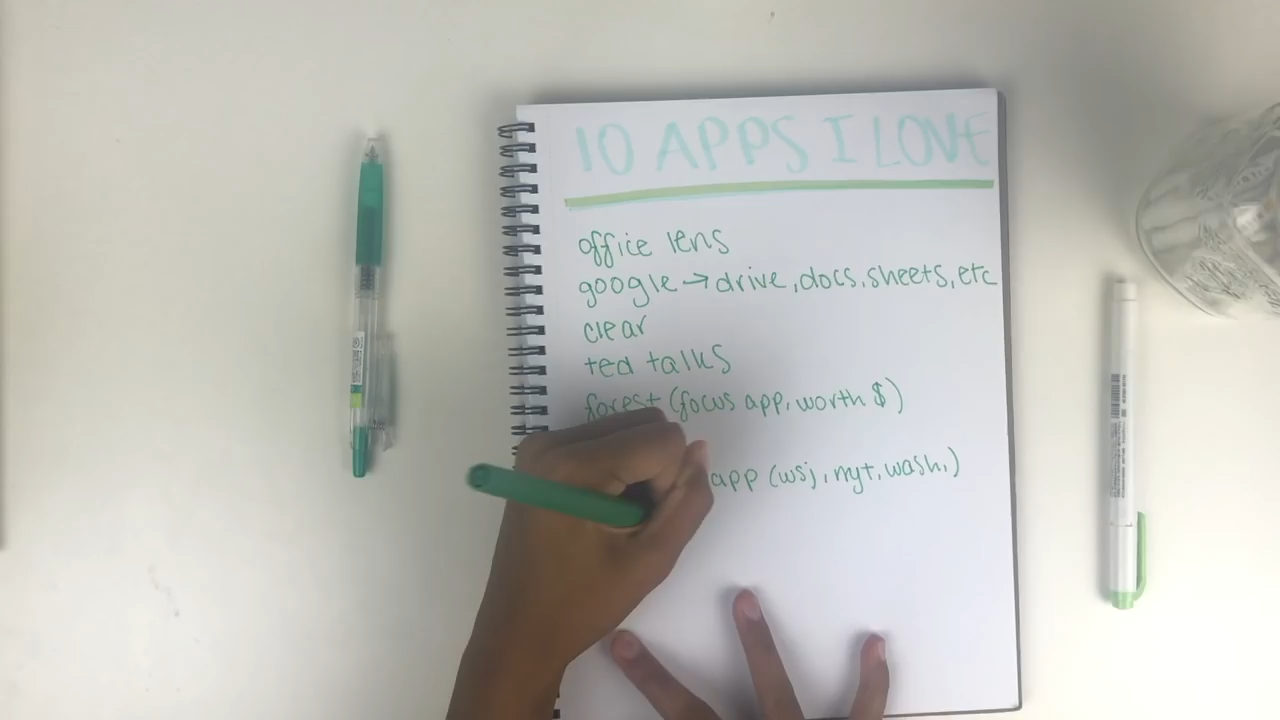 10 APPS I LOVE
office lens
google → drive, docs, sheets, etc
clear
ted talks
forest (focus app, worth $)
app (wsj, nyt, wash.)